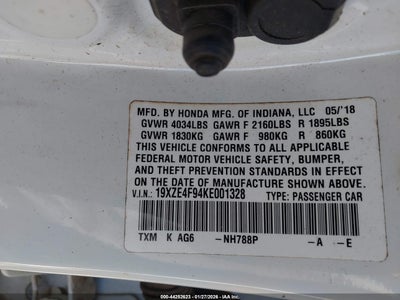 MFD. BY HONDA MFG. OF INDIANA, LLC 05/'18
GVWR 4034LBS GAWR F 2160LBS R 1895LBS
GVWR 1830KG GAWR F 980KG R 860KG
THIS VEHICLE CONFORMS TO ALL APPLICABLE
FEDERAL MOTOR VEHICLE SAFETY, BUMPER,
AND THEFT PREVENTION STANDARDS IN EFFECT
ON THE DATE OF MANUFACTURE SHOWN ABOVE.
V.I.N.: 19XZE4F94KE001328 TYPE: PASSENGER CAR
TXM K AG6 -NH788P -A -E
000-44282623 - 01/27/2026 - IAA